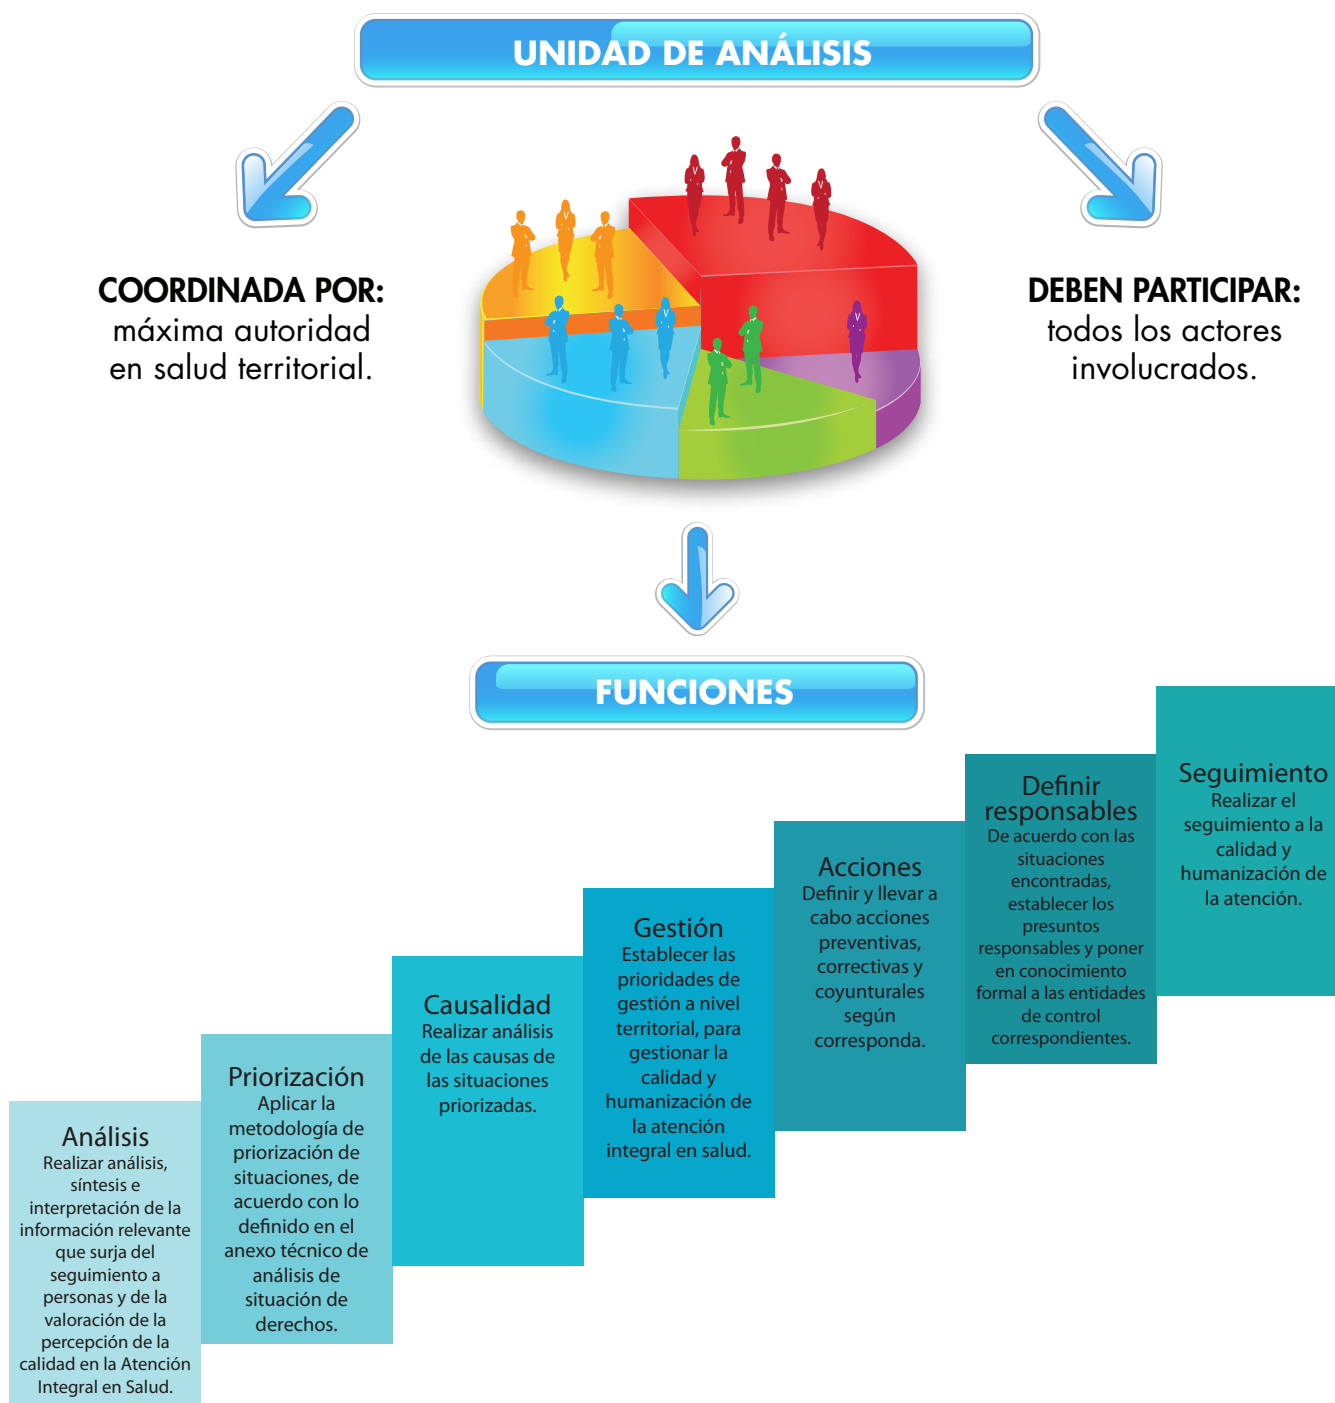 UNIDAD DE ANÁLISIS
COORDINADA POR:
máxima autoridad
en salud territorial.
DEBEN PARTICIPAR:
todos los actores
involucrados.
FUNCIONES
Análisis
Realizar análisis,
síntesis e
interpretación de la
información relevante
que surja del
seguimiento a
personas y de la
valoración de la
percepción de la
calidad en la Atención
Integral en Salud.
Priorización
Aplicar la
metodología de
priorización de
situaciones, de
acuerdo con lo
definido en el
anexo técnico de
análisis de
situación de
derechos.
Causalidad
Realizar análisis
de las causas de
las situaciones
priorizadas.
Gestión
Establecer las
prioridades de
gestión a nivel
territorial, para
gestionar la
calidad y
humanización de
la atención
integral en salud.
Acciones
Definir y llevar a
cabo acciones
preventivas,
correctivas y
coyunturales
según
corresponda.
Definir
responsables
De acuerdo con las
situaciones
encontradas,
establecer los
presuntos
responsables y poner
en conocimiento
formal a las entidades
de control
correspondientes.
Seguimiento
Realizar el
seguimiento a la
calidad y
humanización de
la atención.